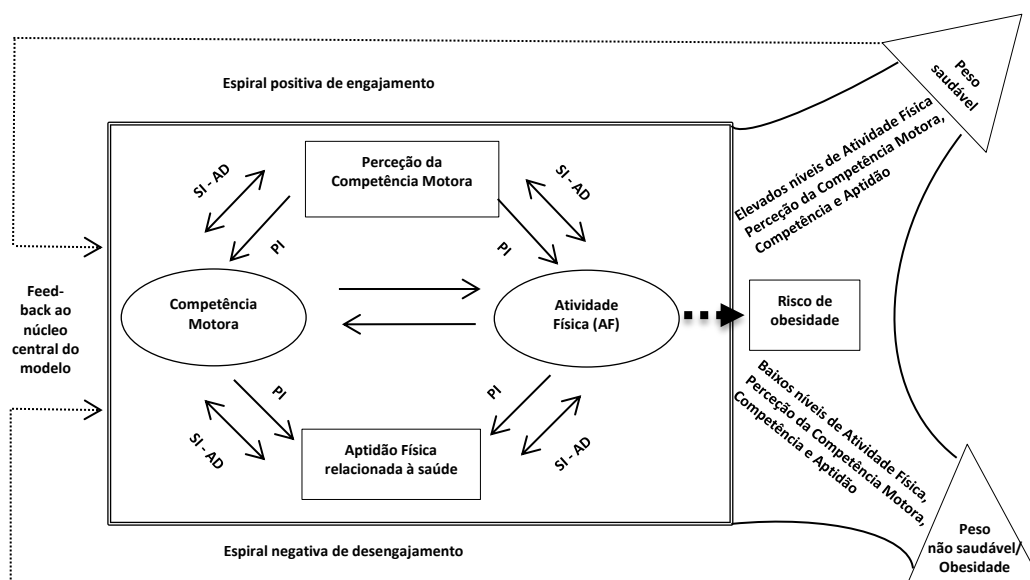 Espiral positiva de engajamento
Peso
saudável
Elevados níveis de Atividade Física
Perceção da Competência Motora,
Competência e Aptidão
Perceção da
Competência Motora
SI - AD
PI
SI - AD
PI
Feed-
back ao
núcleo
central do
modelo
Competência
Motora
Atividade
Física (AF)
Risco de
obesidade
PI
SI - AD
PI
SI - AD
Aptidão Física
relacionada à saúde
Baixos níveis de Atividade Física,
Perceção da Competência Motora,
Competência e Aptidão
Espiral negativa de desengajamento
Peso
não saudável/
Obesidade